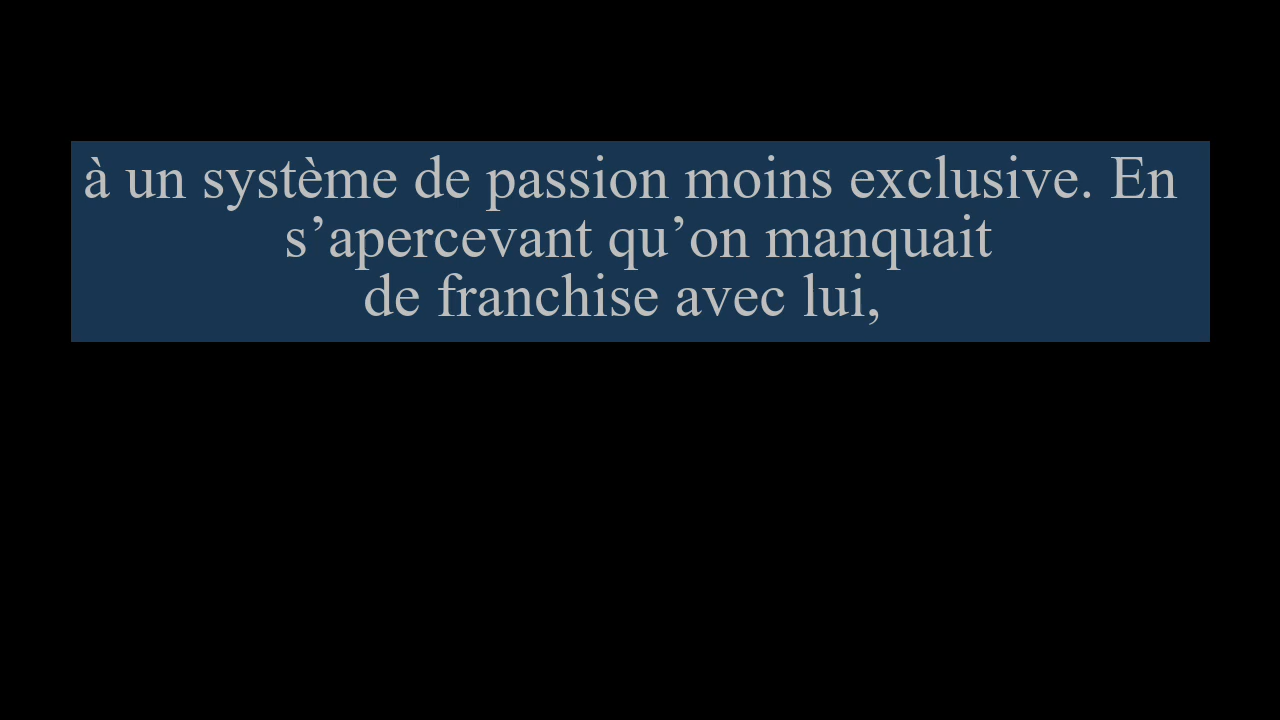 à un système de passion moins exclusive. En
s’apercevant qu’on manquait
de franchise avec lui,